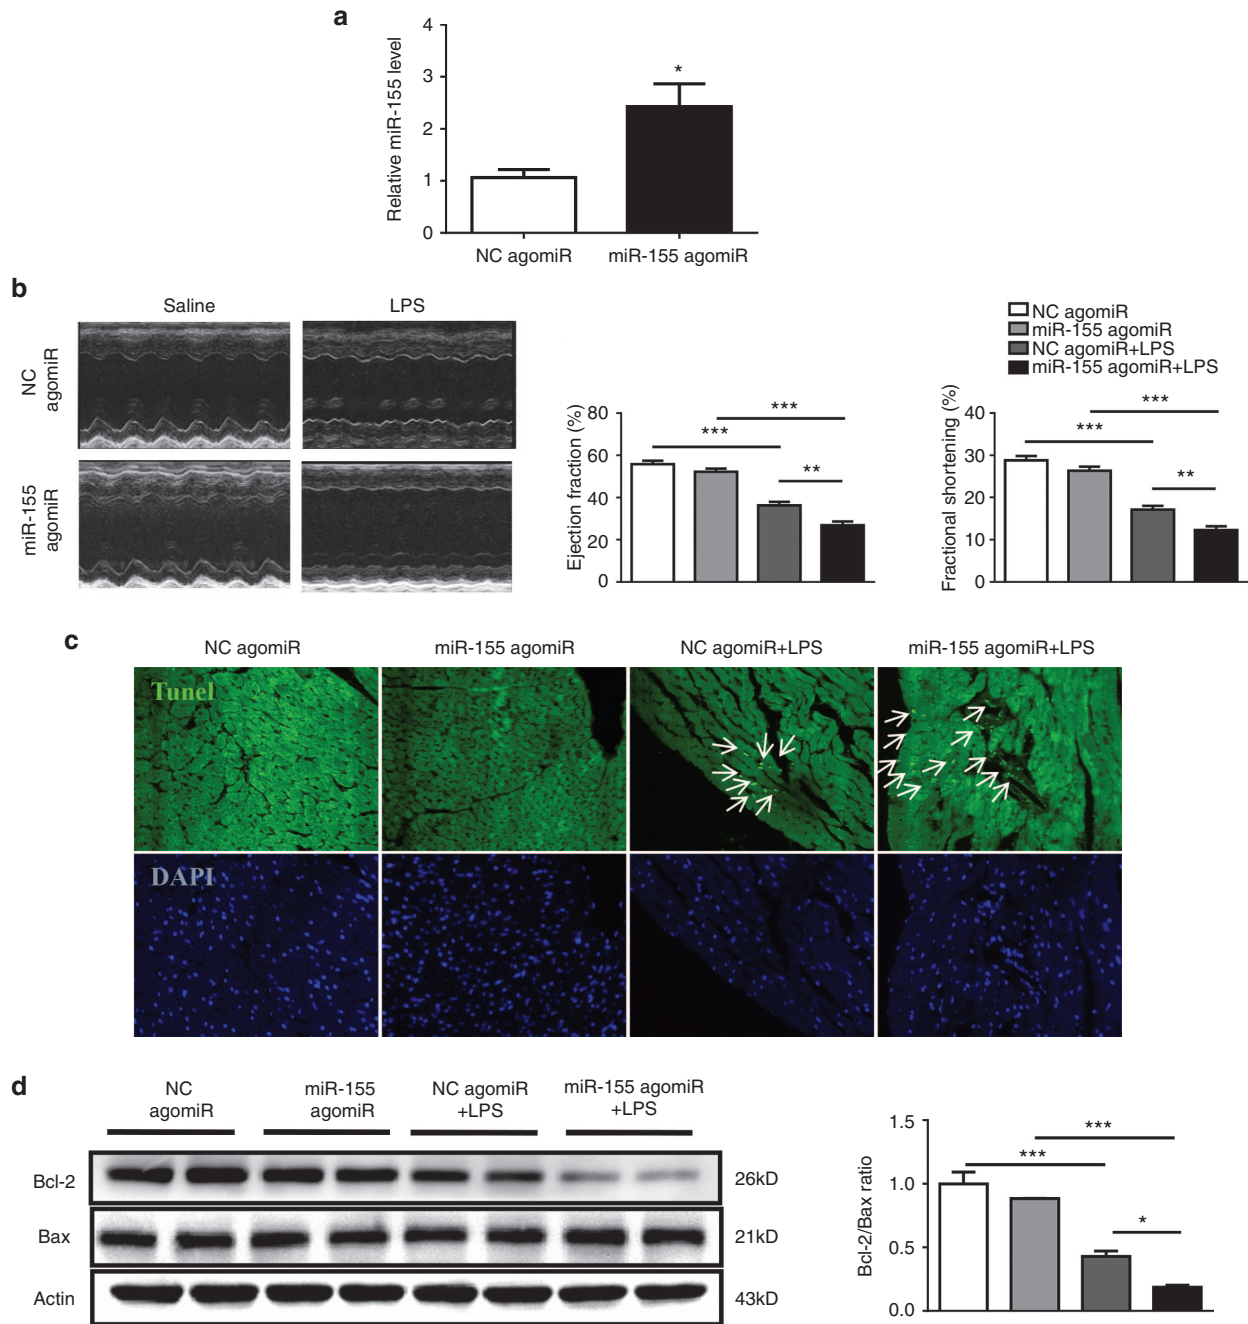 a
4
3
2
1
0
Relative miR-155 level
*
NC agomiR
miR-155 agomiR
b
Saline
LPS
NC
agomiR
miR-155
agomiR
80
60
40
20
0
Ejection fraction (%)
***
***
**
NC agomiR
miR-155 agomiR
NC agomiR+LPS
miR-155 agomiR+LPS
40
30
20
10
0
Fractional shortening (%)
***
***
**
c
NC agomiR
miR-155 agomiR
NC agomiR+LPS
miR-155 agomiR+LPS
Tunel
DAPI
d
NC
agomiR
miR-155
agomiR
NC agomiR
+LPS
miR-155 agomiR
+LPS
Bcl-2
26kD
Bax
21kD
Actin
43kD
1.5
1.0
0.5
0.0
Bcl-2/Bax ratio
***
***
*